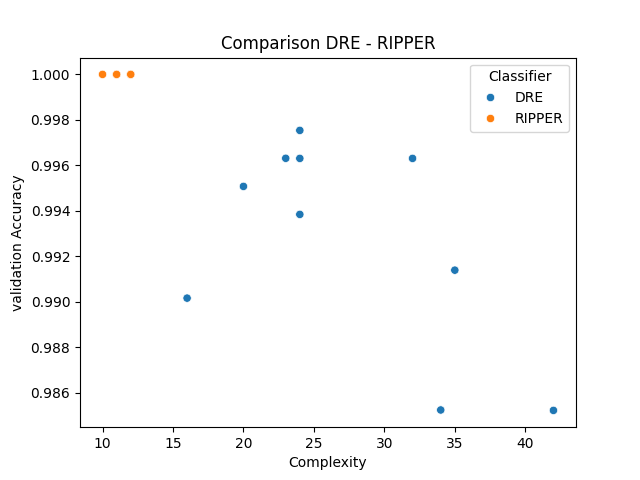 Comparison DRE - RIPPER
Classifier
DRE
RIPPER
1.000
0.998
0.996
0.994
0.992
0.990
0.988
0.986
validation Accuracy
10 15 20 25 30 35 40
Complexity